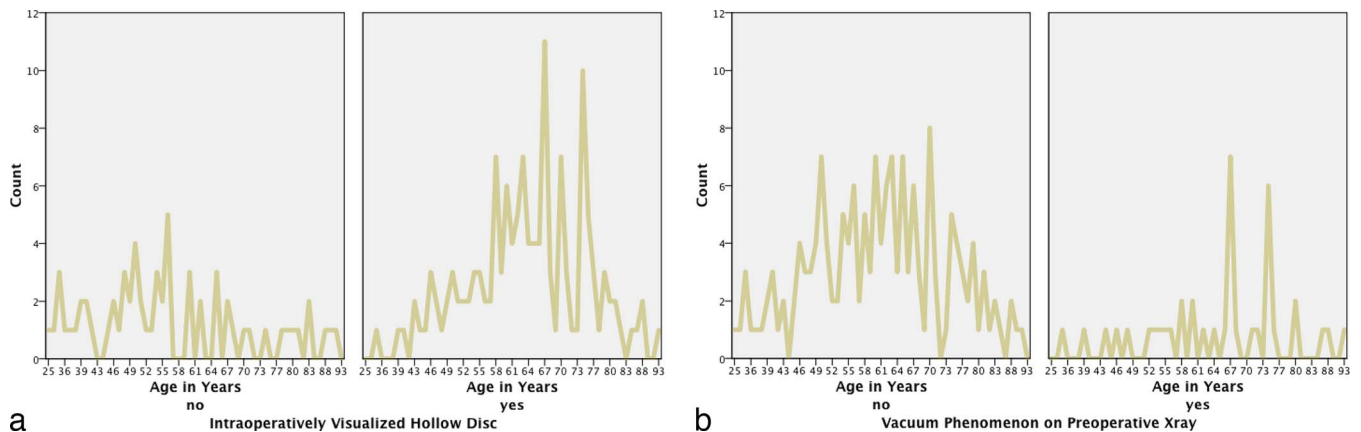 12
10
8
6
4
2
0
Count
25 36 39 43 46 49 52 55 58 61 64 67 70 73 77 80 83 88 93
25 36 39 43 46 49 52 55 58 61 64 67 70 73 77 80 83 88 93
Age in Years
Age in Years
no
yes
Intraoperatively Visualized Hollow Disc
a
12
10
8
6
4
2
0
Count
25 36 39 43 46 49 52 55 58 61 64 67 70 73 77 80 83 88 93
25 36 39 43 46 49 52 55 58 61 64 67 70 73 77 80 83 88 93
Age in Years
Age in Years
no
yes
Vacuum Phenomenon on Preoperative Xray
b